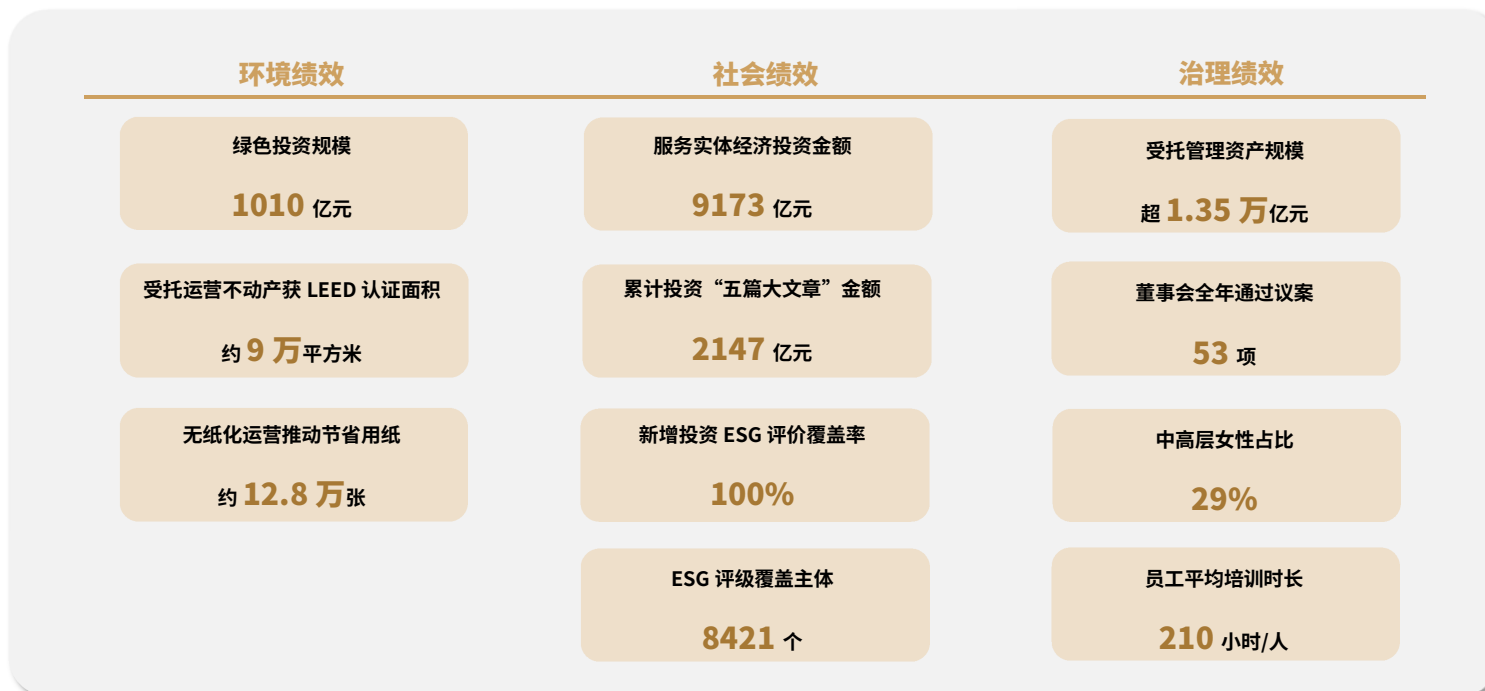 环境绩效
绿色投资规模
1010 亿元
受托运营不动产获 LEED 认证面积
约 9 万平方米
无纸化运营推动节省用纸
约 12.8 万张
社会绩效
服务实体经济投资金额
9173 亿元
累计投资“五篇大文章”金额
2147 亿元
新增投资 ESG 评价覆盖率
100%
ESG 评级覆盖主体
8421 个
治理绩效
受托管理资产规模
超 1.35 万亿元
董事会全年通过议案
53 项
中高层女性占比
29%
员工平均培训时长
210 小时/人